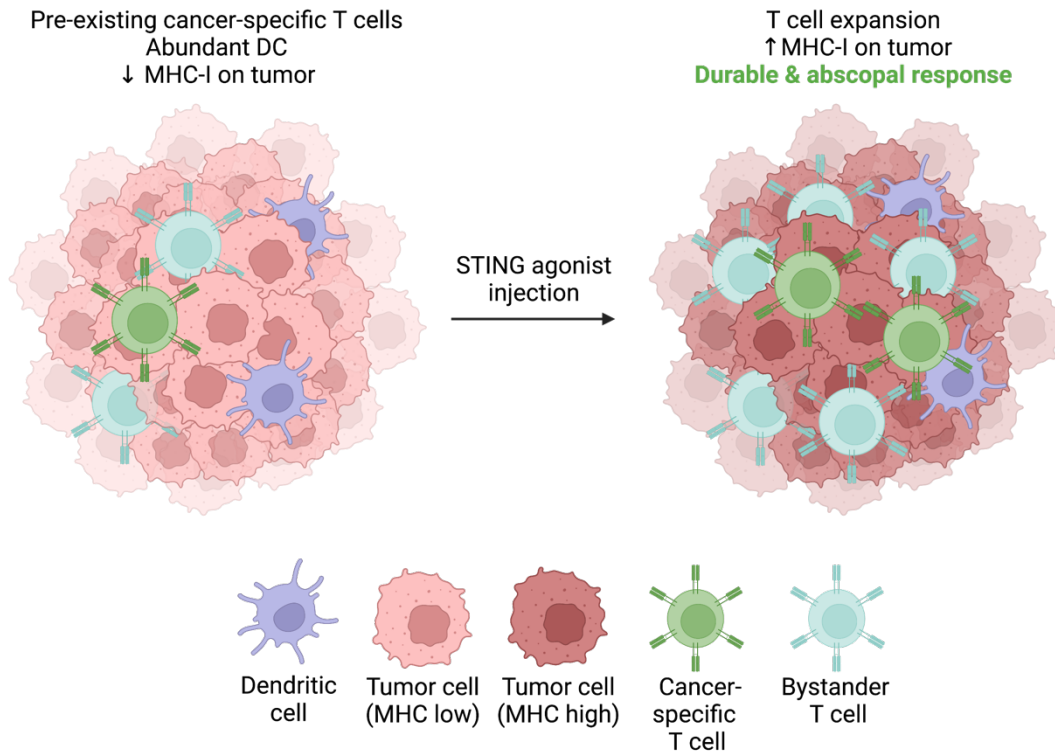 Pre-existing cancer-specific T cells
Abundant DC
↓ MHC-I on tumor
T cell expansion
↑MHC-I on tumor
Durable & abscopal response
STING agonist
injection
Dendritic
cell
Tumor cell
(MHC low)
Tumor cell
(MHC high)
Cancer-
specific
T cell
Bystander
T cell